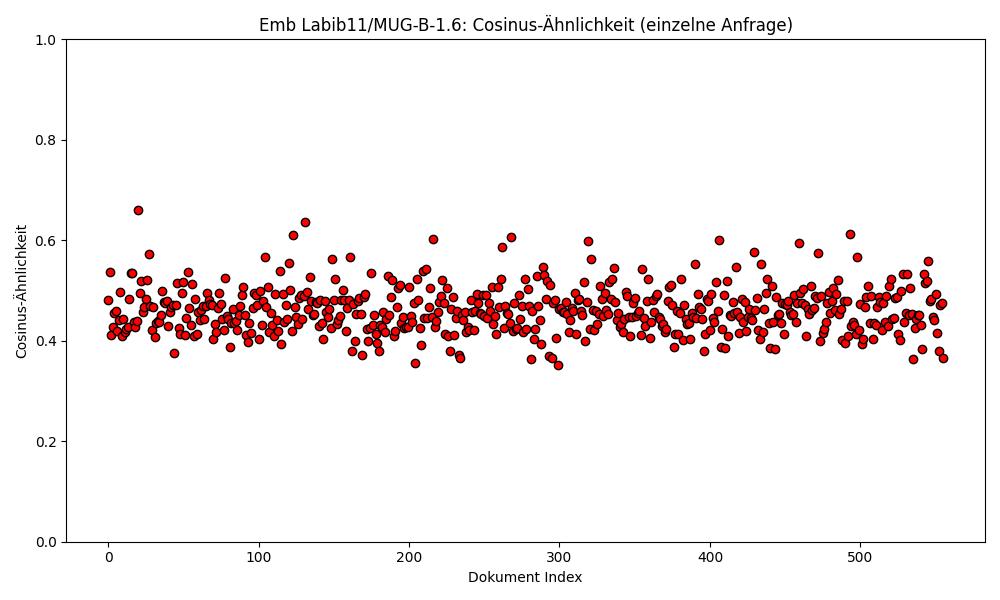 Emb Labib11/MUG-B-1.6: Cosinus-Ähnlichkeit (einzelne Anfrage)
1.0
0.8
0.6
0.4
0.2
0.0
Cosinus-Ähnlichkeit
0 100 200 300 400 500
Dokument Index